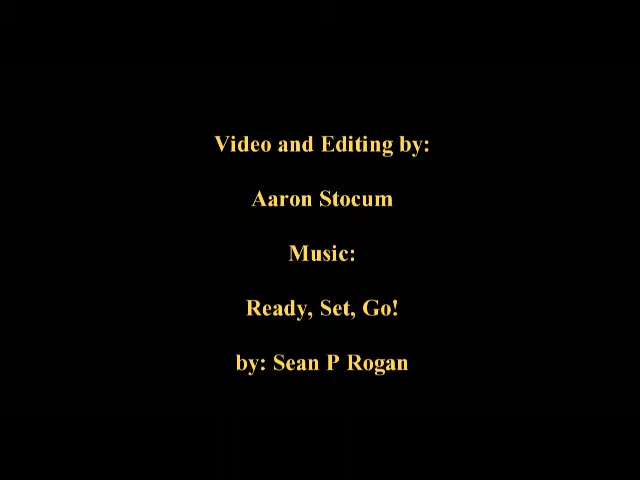 Video and Editing by:
Aaron Stocum
Music:
Ready, Set, Go!
by: Sean P Rogan